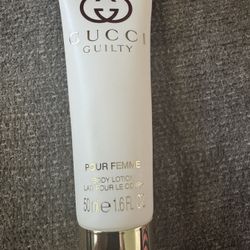 GUCCI
GUILTY
POUR FEMME
BODY LOTION
LAIT POUR LE CORPS
50 ml e 1.6 FL. OZ.